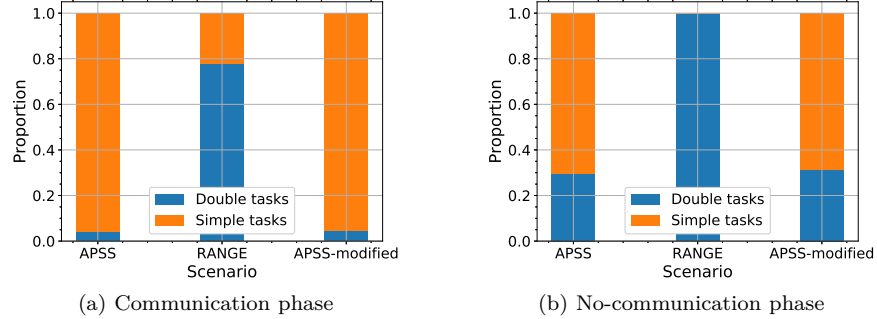 1.0
0.8
0.6
0.4
0.2
0.0
Proportion
Double tasks
Simple tasks
APSS
RANGE
APSS-modified
Scenario
(a) Communication phase
1.0
0.8
0.6
0.4
0.2
0.0
Proportion
Double tasks
Simple tasks
APSS
RANGE
APSS-modified
Scenario
(b) No-communication phase